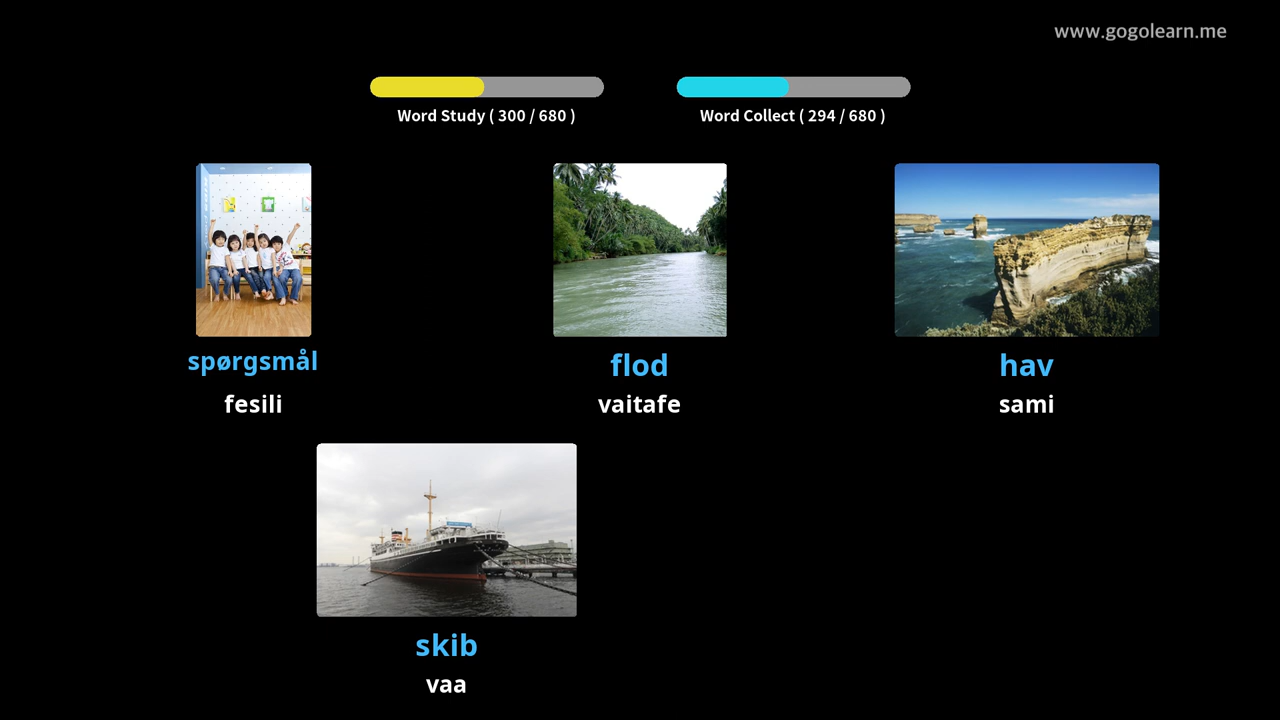 www.gogolearn.me
Word Study ( 300 / 680 )
Word Collect ( 294 / 680 )
spørgsmål
fesili
flod
vaitafe
hav
sami
skib
vaa